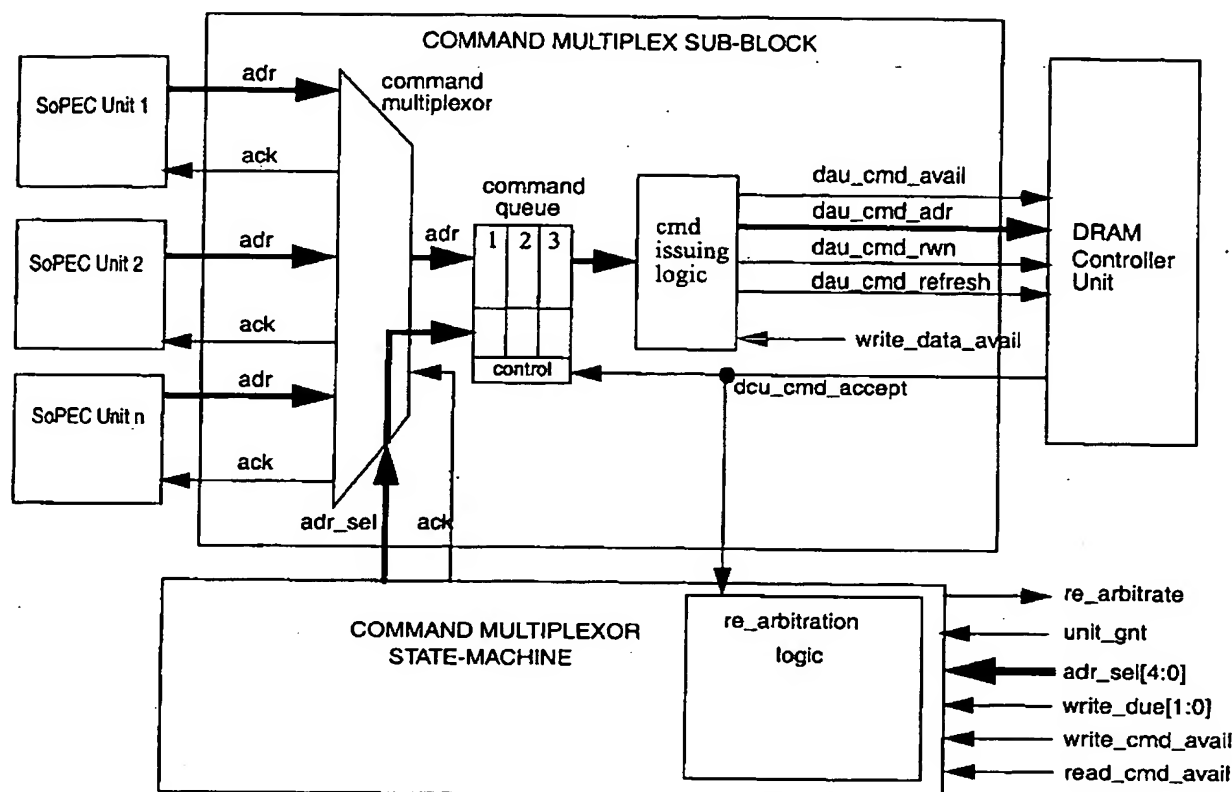 COMMAND MULTIPLEX SUB-BLOCK
SoPEC Unit 1
adr
ack
command
multiplexor
SoPEC Unit 2
adr
ack
SoPEC Unit n
adr
ack
adr
command
queue
1 2 3
control
cmd
issuing
logic
dau_cmd_avail
dau_cmd_adr
dau_cmd_rwn
dau_cmd_refresh
write_data_avail
dcu_cmd_accept
DRAM
Controller
Unit
adr_sel
ack
COMMAND MULTIPLEXOR
STATE-MACHINE
re_arbitration
logic
re_arbitrate
unit_gnt
adr_sel[4:0]
write_due[1:0]
write_cmd_avail
read_cmd_avail